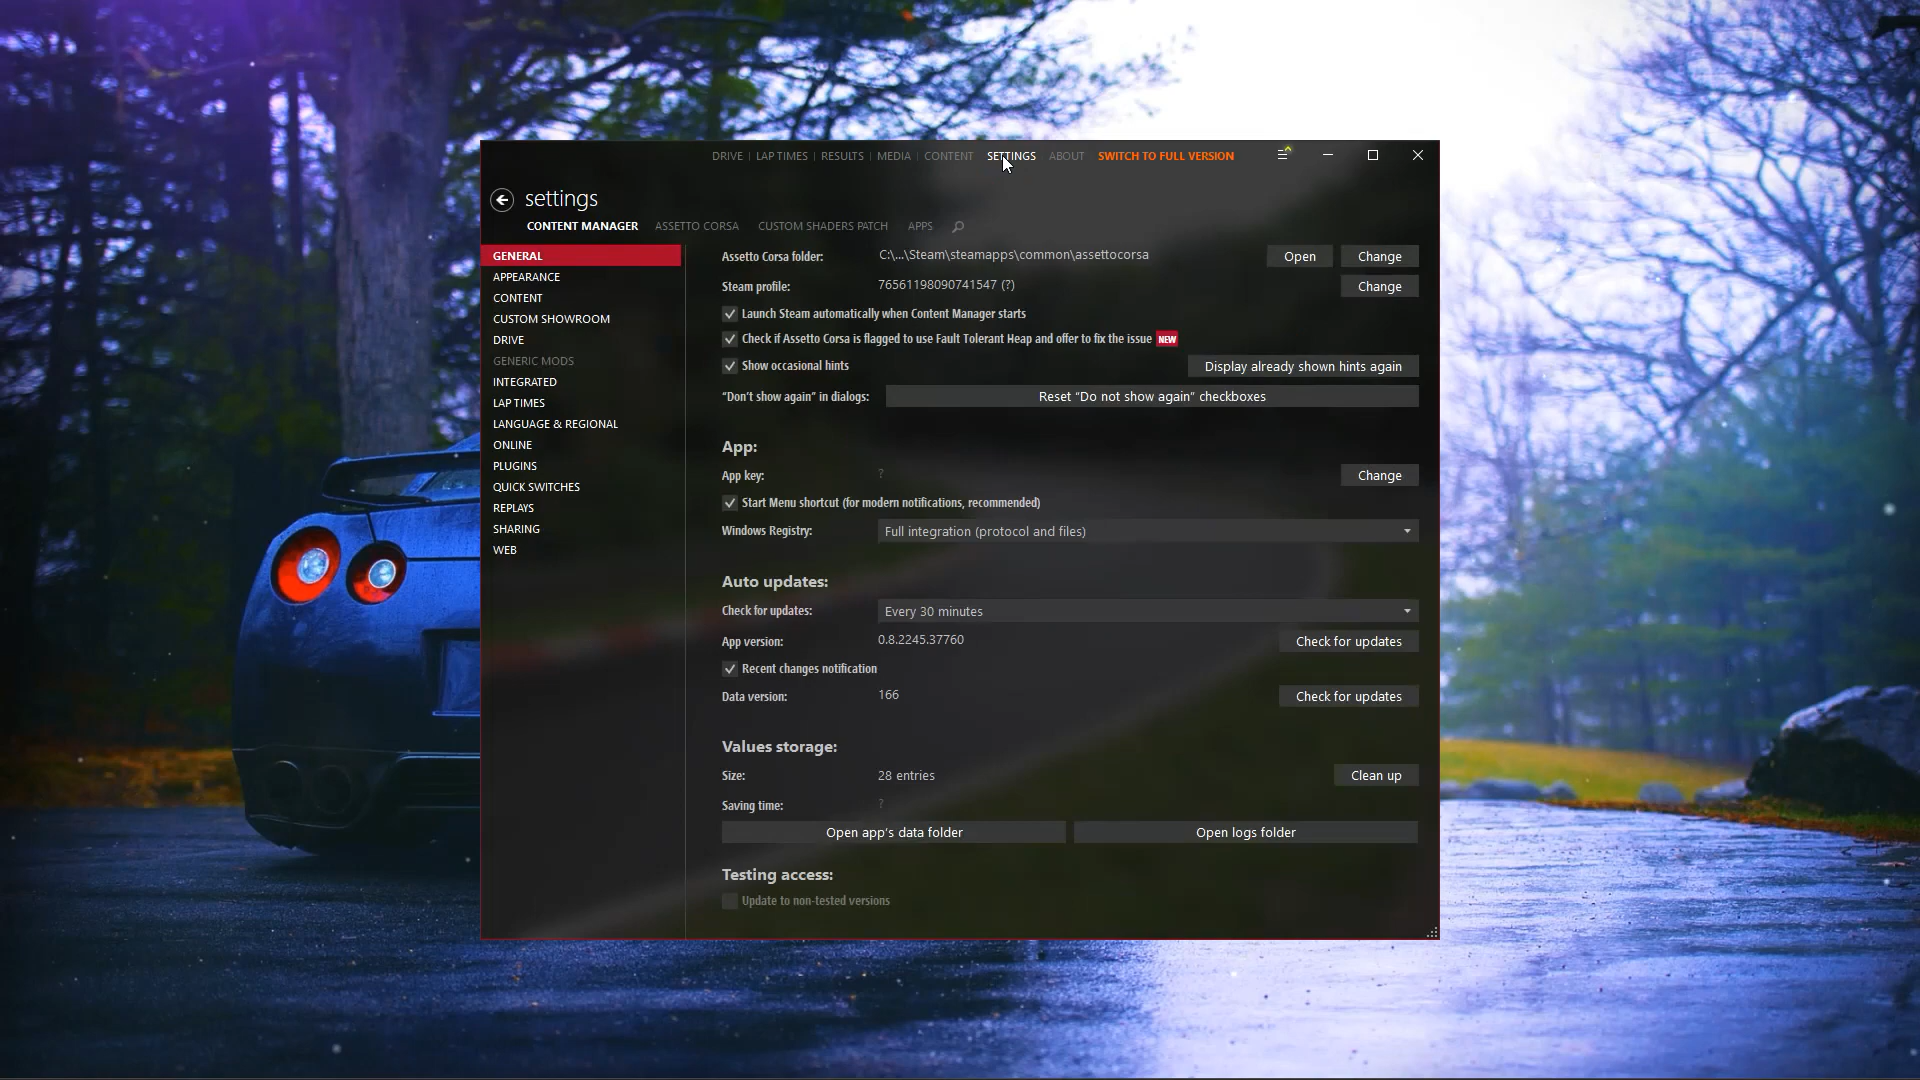 DRIVE | LAP TIMES | RESULTS | MEDIA | CONTENT SETTINGS ABOUT SWITCH TO FULL VERSION
settings
CONTENT MANAGER ASSETTO CORSA CUSTOM SHADERS PATCH APPS
GENERAL
APPEARANCE
CONTENT
CUSTOM SHOWROOM
DRIVE
GENERIC MODS
INTEGRATED
LAP TIMES
LANGUAGE & REGIONAL
ONLINE
PLUGINS
QUICK SWITCHES
REPLAYS
SHARING
WEB
Assetto Corsa folder: C:\...\Steam\steamapps\common\assettocorsa Open Change
Steam profile: 76561198090741547 (?) Change
Launch Steam automatically when Content Manager starts
Check if Assetto Corsa is flagged to use Fault Tolerant Heap and offer to fix the issue NEW
Show occasional hints Display already shown hints again
“Don’t show again” in dialogs: Reset “Do not show again” checkboxes
App:
App key: ? Change
Start Menu shortcut (for modern notifications, recommended)
Windows Registry: Full integration (protocol and files)
Auto updates:
Check for updates: Every 30 minutes
App version: 0.8.2245.37760 Check for updates
Recent changes notification
Data version: 166 Check for updates
Values storage:
Size: 28 entries Clean up
Saving time: ?
Open app’s data folder Open logs folder
Testing access:
Update to non-tested versions